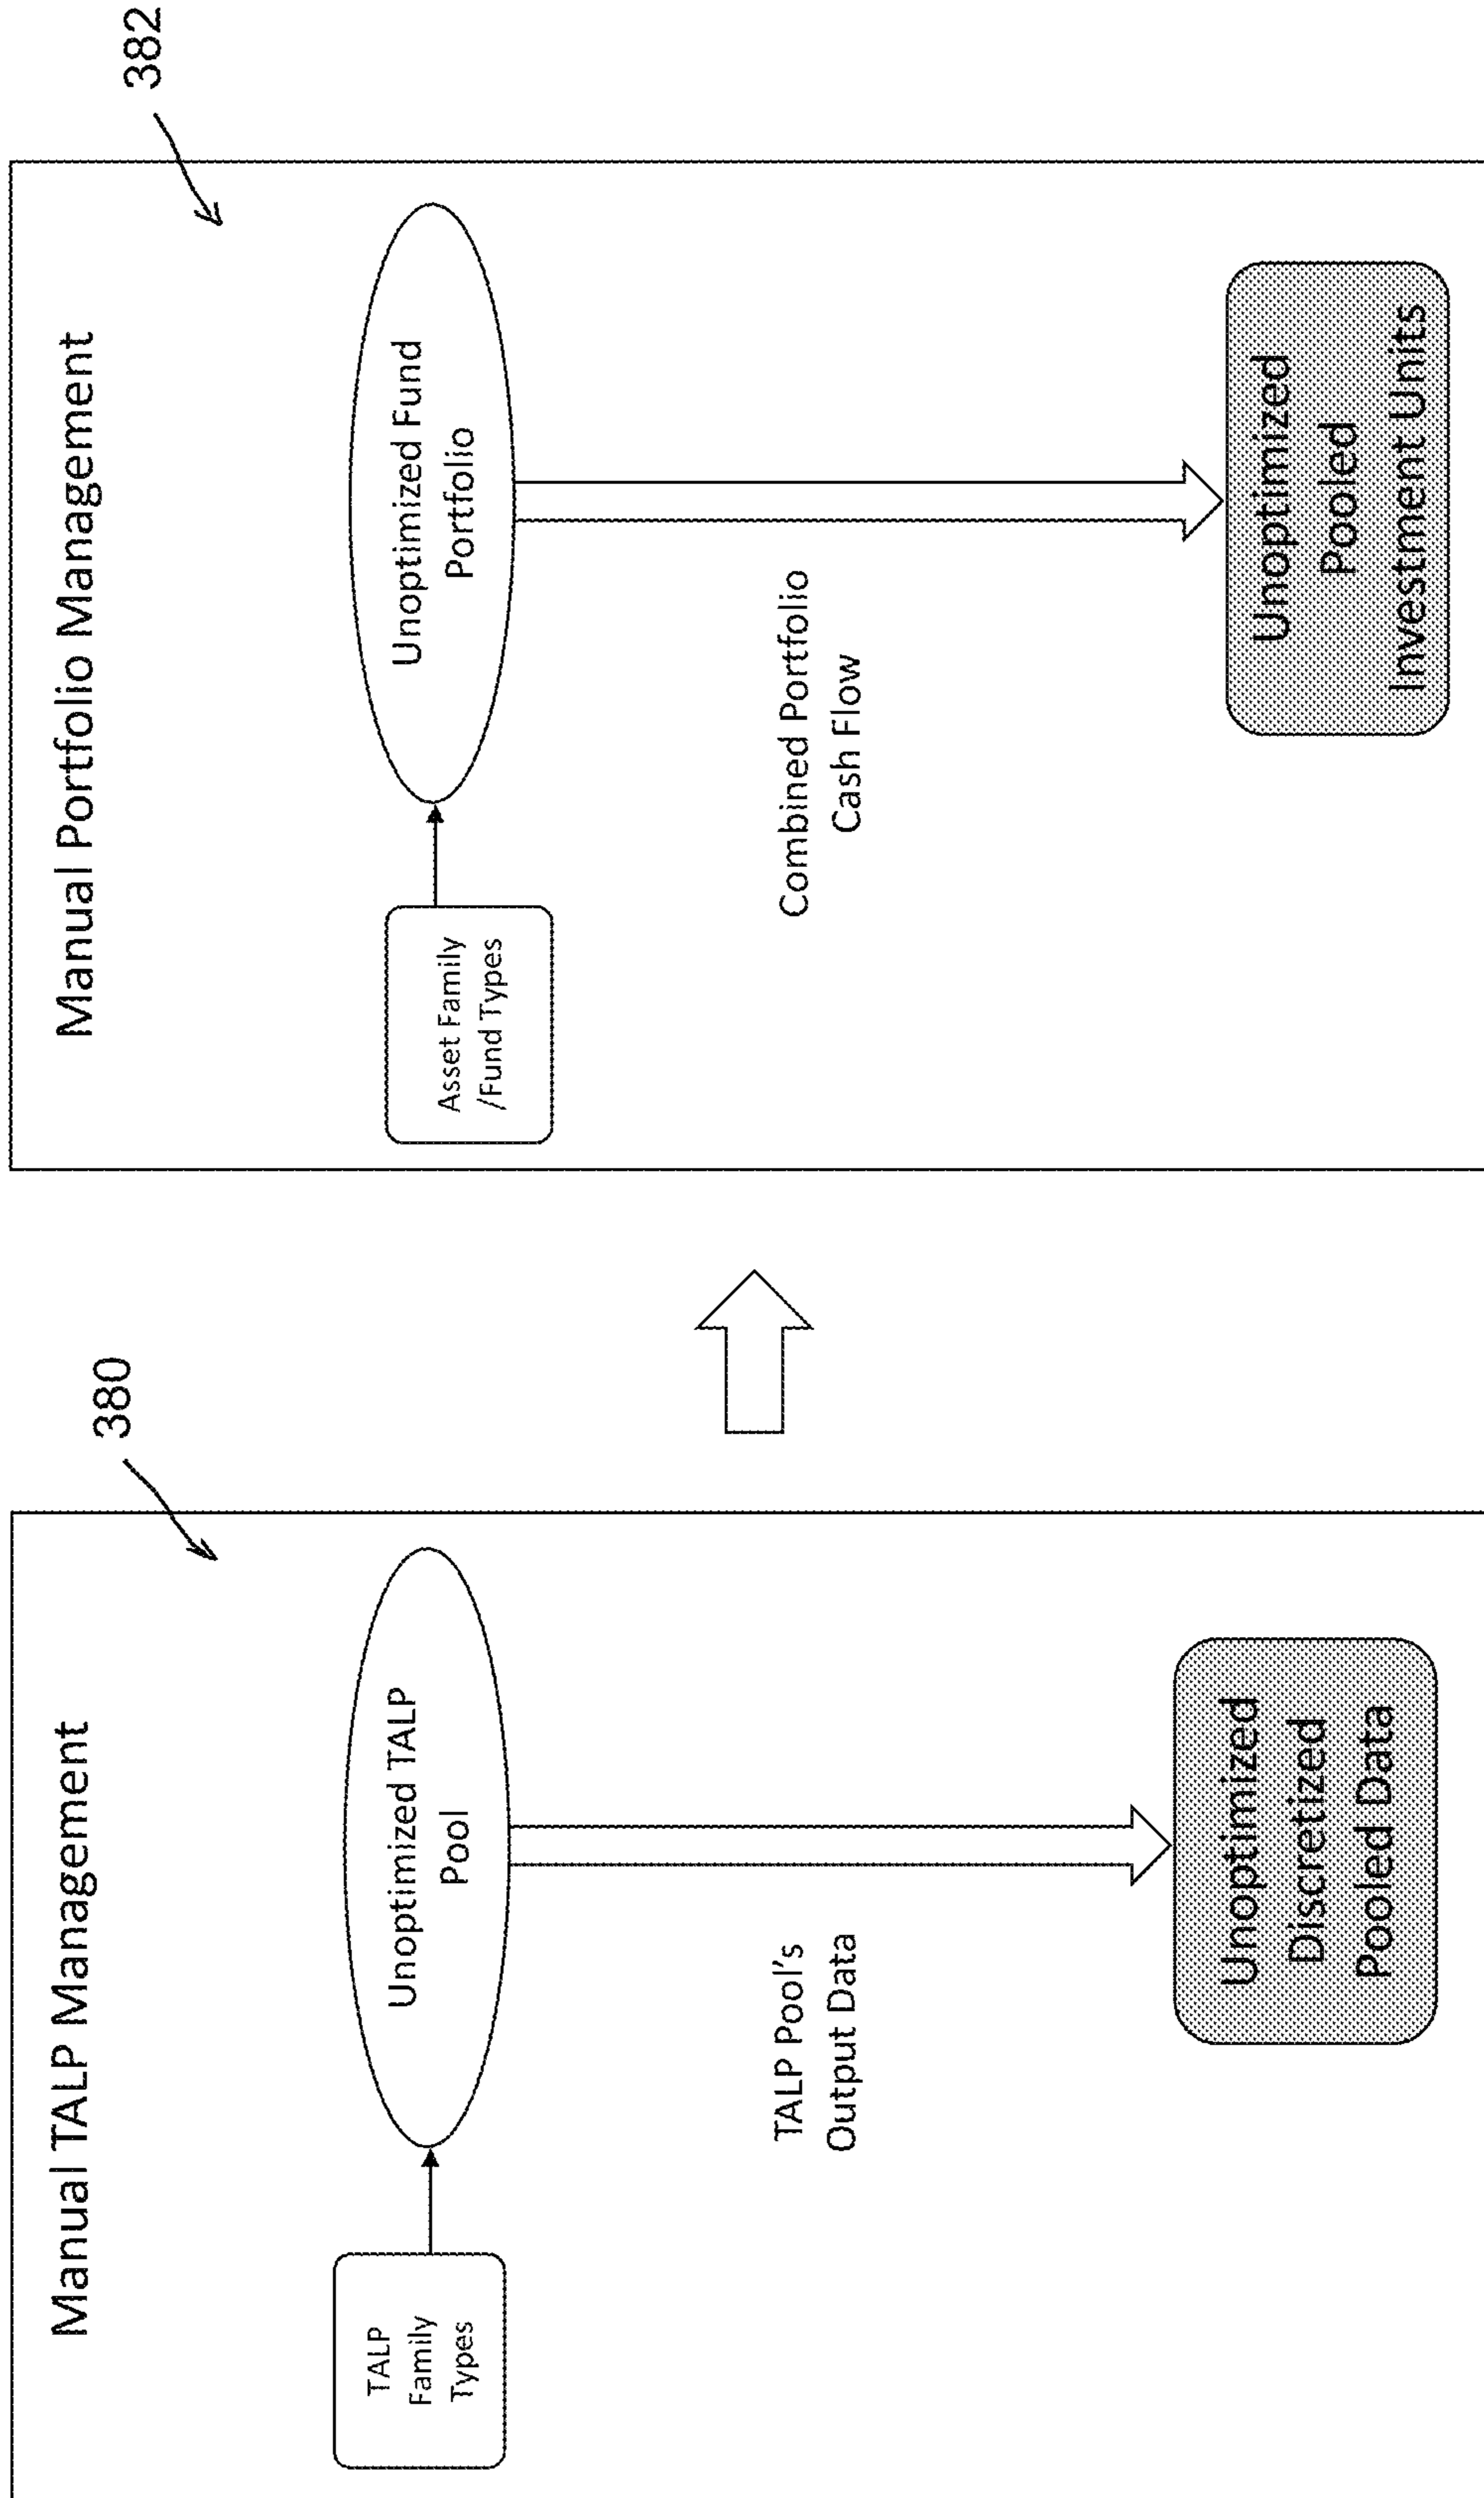 Manual TALP Management
380
TALP
Family
Types
Unoptimized TALP
Pool
TALP Pool's
Output Data
Unoptimized
Discretized
Pooled Data
Manual Portfolio Management
382
Asset Family
/Fund Types
Unoptimized Fund
Portfolio
Combined Portfolio
Cash Flow
Unoptimized
Pooled
Investment Units